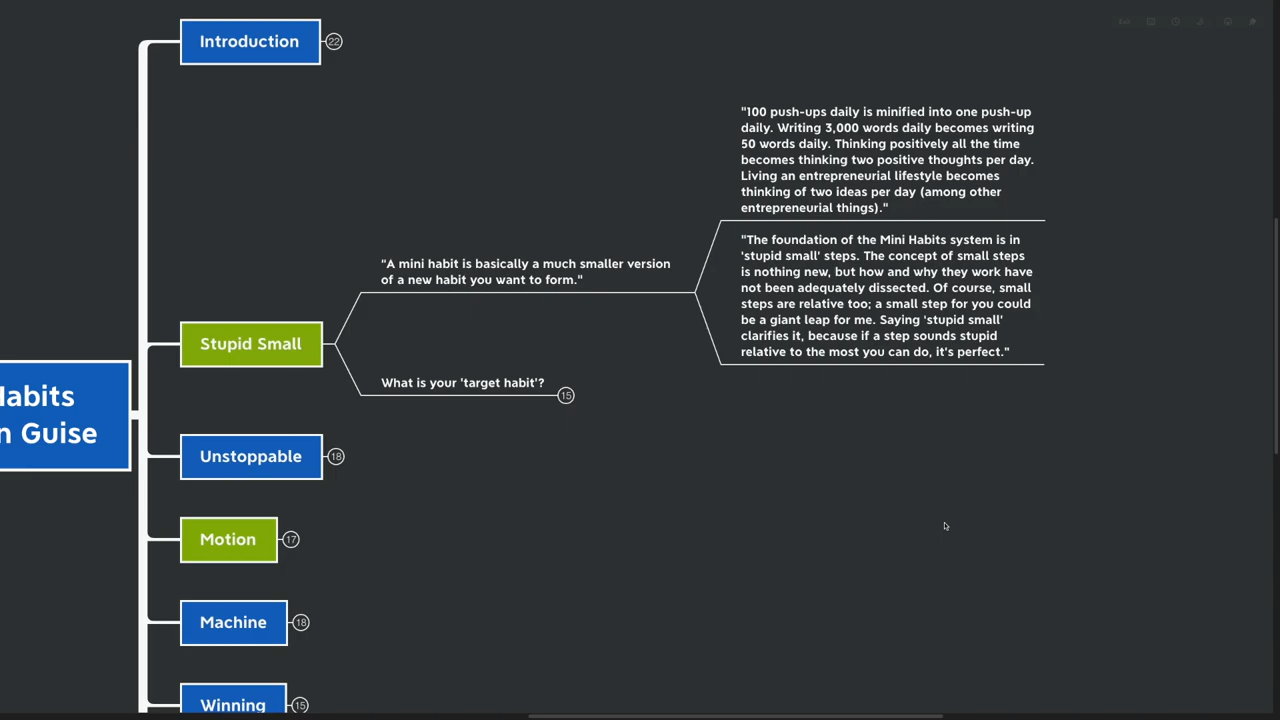 Introduction
22
"100 push-ups daily is minified into one push-up
daily. Writing 3,000 words daily becomes writing
50 words daily. Thinking positively all the time
becomes thinking two positive thoughts per day.
Living an entrepreneurial lifestyle becomes
thinking of two ideas per day (among other
entrepreneurial things)."
"The foundation of the Mini Habits system is in
'stupid small' steps. The concept of small steps
is nothing new, but how and why they work have
not been adequately dissected. Of course, small
steps are relative too; a small step for you could
be a giant leap for me. Saying 'stupid small'
clarifies it, because if a step sounds stupid
relative to the most you can do, it's perfect."
"A mini habit is basically a much smaller version
of a new habit you want to form."
Stupid Small
What is your 'target habit'?
15
Habits
n Guise
Unstoppable
18
Motion
17
Machine
18
Winning
15